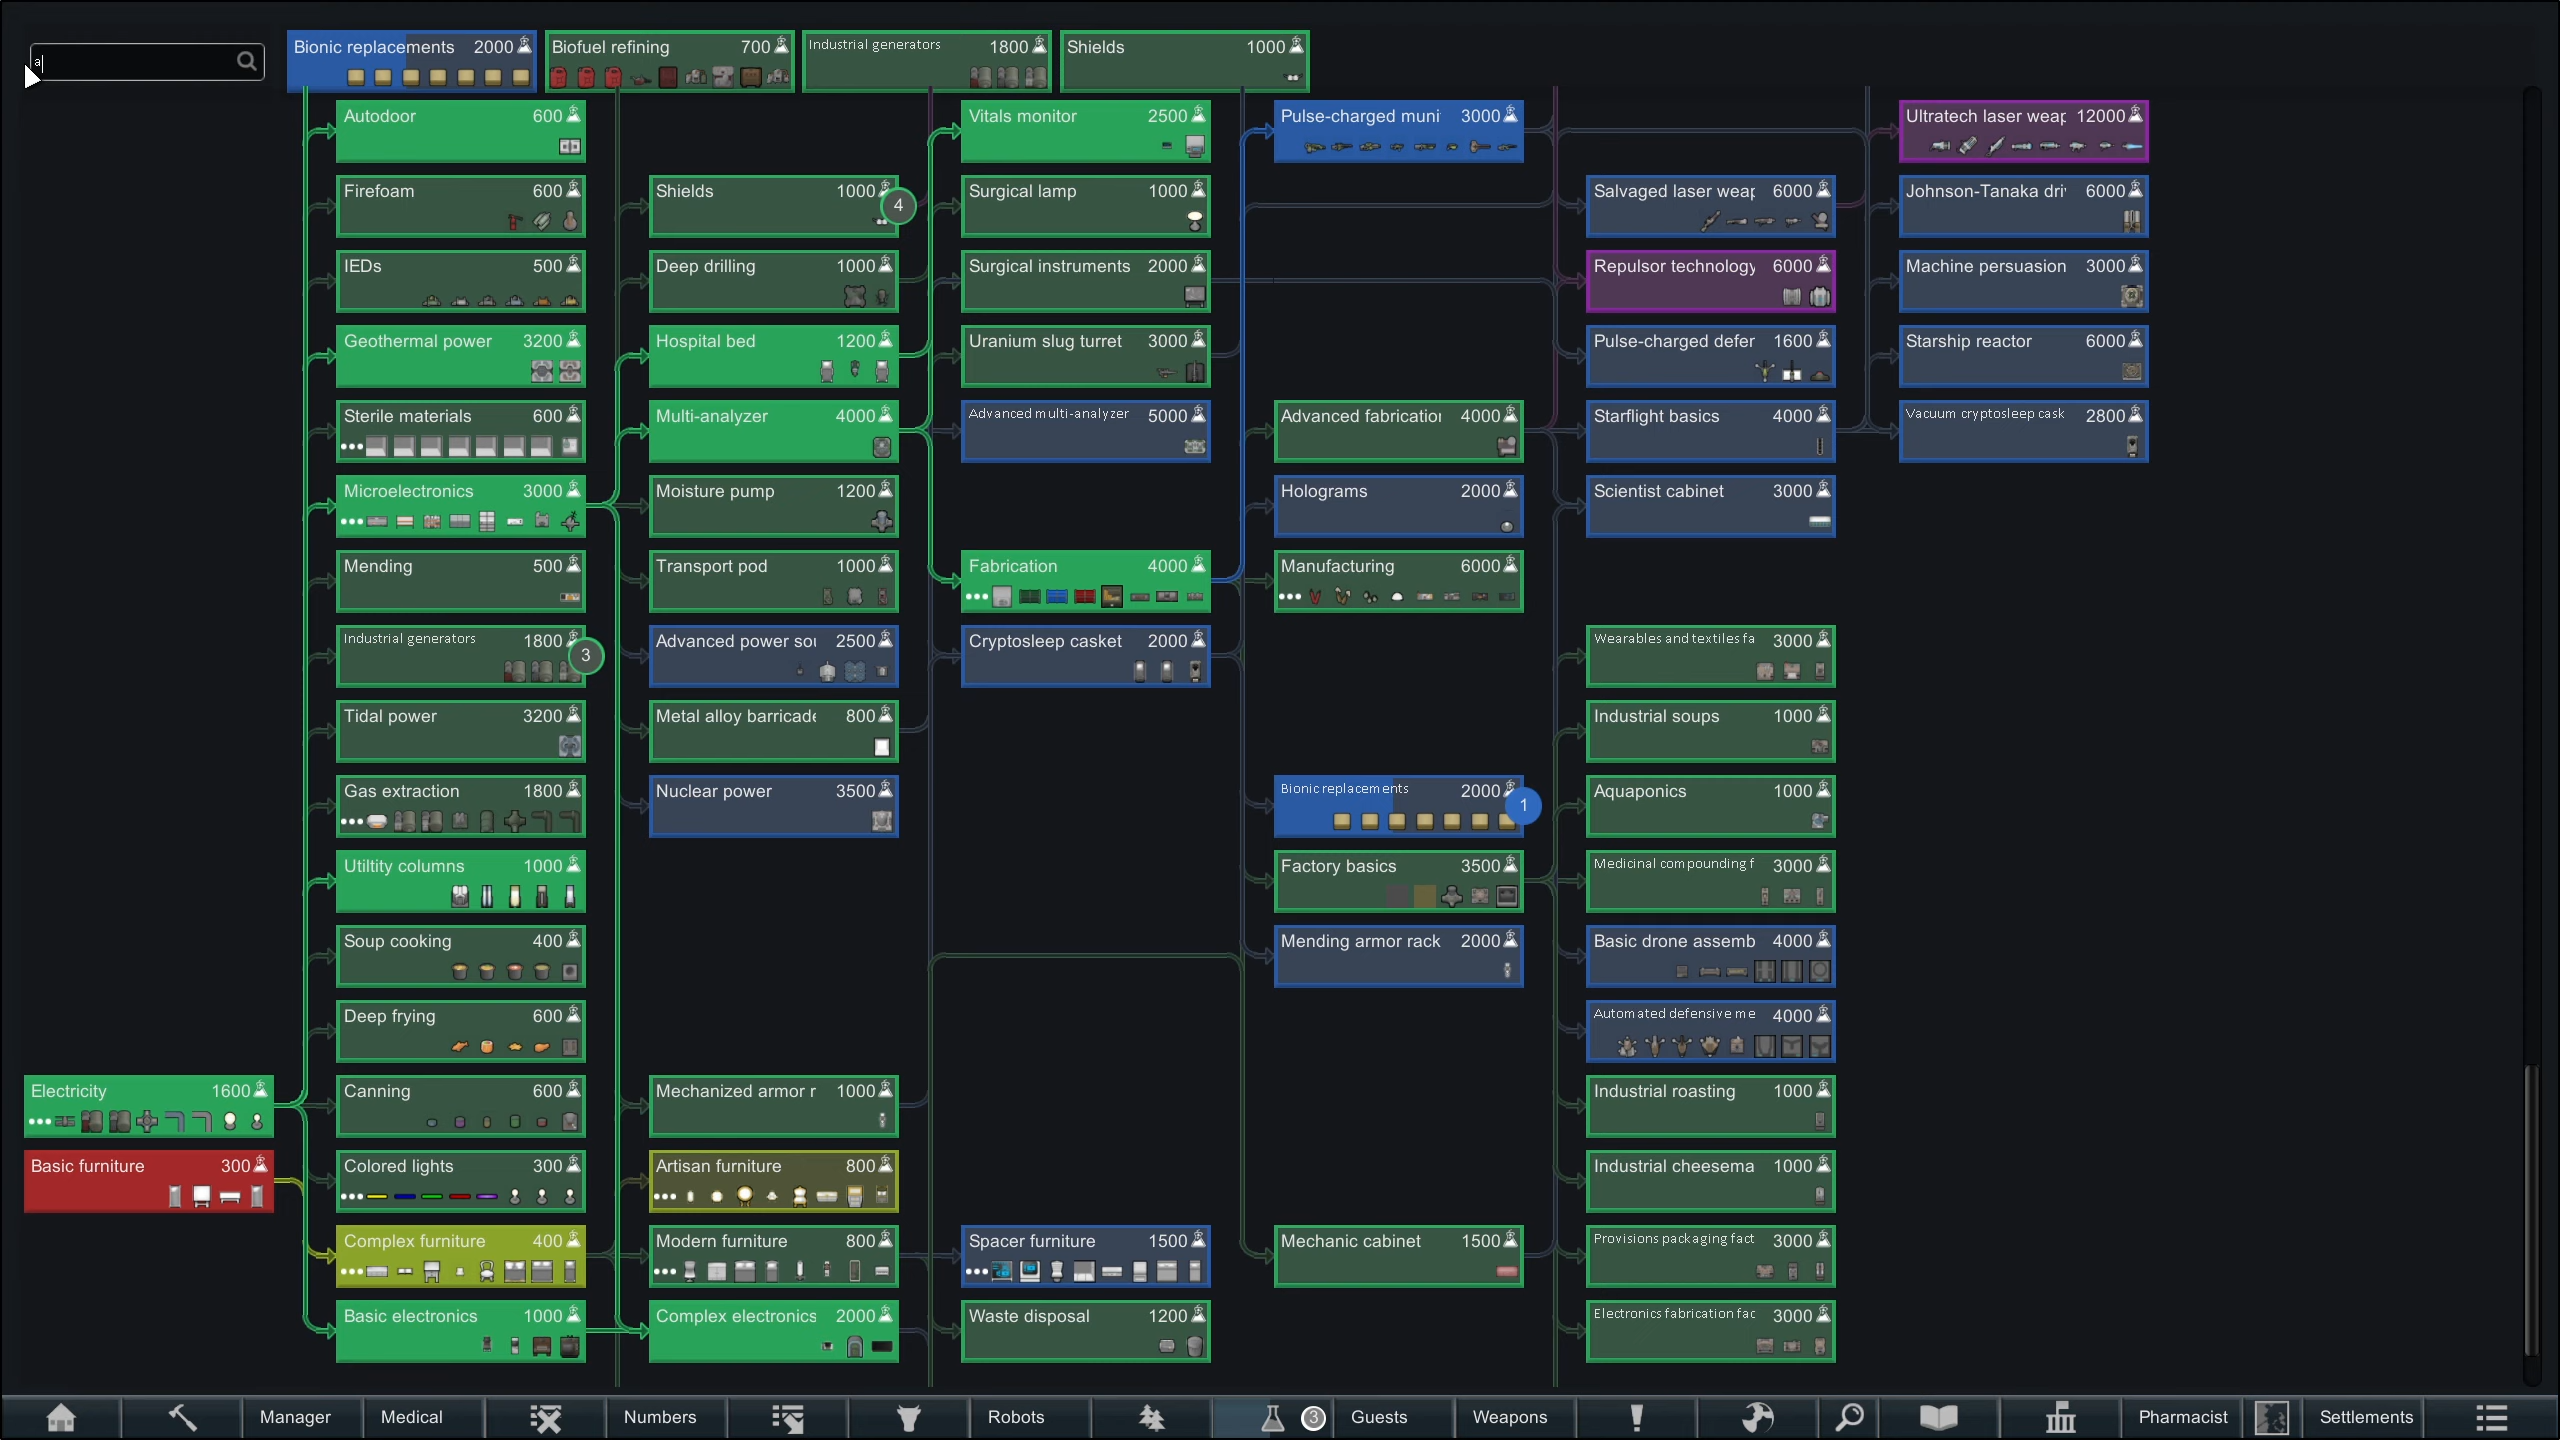 a
Bionic replacements 2000
Biofuel refining 700
Industrial generators 1800
Shields 1000
Autodoor 600
Vitals monitor 2500
Pulse-charged muni 3000
Ultratech laser weap 12000
Firefoam 600
Shields 1000
4
Surgical lamp 1000
Salvaged laser weap 6000
Johnson-Tanaka dri 6000
IEDs 500
Deep drilling 1000
Surgical instruments 2000
Repulsor technology 6000
Machine persuasion 3000
Geothermal power 3200
Hospital bed 1200
Uranium slug turret 3000
Pulse-charged defer 1600
Starship reactor 6000
Sterile materials 600
Multi-analyzer 4000
Advanced multi-analyzer 5000
Advanced fabrication 4000
Starflight basics 4000
Vacuum cryptosleep cask 2800
Microelectronics 3000
Moisture pump 1200
Holograms 2000
Scientist cabinet 3000
Mending 500
Transport pod 1000
Fabrication 4000
Manufacturing 6000
Industrial generators 1800
3
Advanced power sou 2500
Cryptosleep casket 2000
Wearables and textiles fa 3000
Tidal power 3200
Metal alloy barricade 800
Industrial soups 1000
Gas extraction 1800
Nuclear power 3500
Bionic replacements 2000
1
Aquaponics 1000
Utiltity columns 1000
Factory basics 3500
Medicinal compounding f 3000
Soup cooking 400
Mending armor rack 2000
Basic drone assemb 4000
Deep frying 600
Automated defensive me 4000
Electricity 1600
Canning 600
Mechanized armor r 1000
Industrial roasting 1000
Basic furniture 300
Colored lights 300
Artisan furniture 800
Industrial cheesema 1000
Complex furniture 400
Modern furniture 800
Spacer furniture 1500
Mechanic cabinet 1500
Provisions packaging fact 3000
Basic electronics 1000
Complex electronics 2000
Waste disposal 1200
Electronics fabrication fac 3000
Manager
Medical
Numbers
Robots
3
Guests
Weapons
!
Pharmacist
Settlements